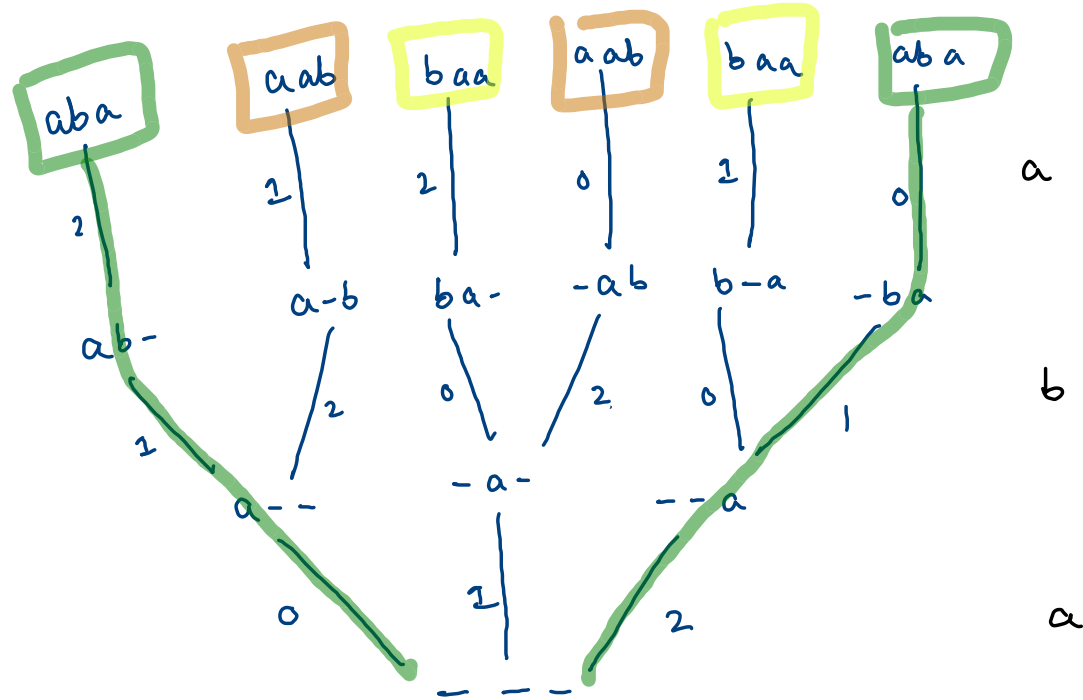 aba aab baa aab baa aba
2 1 2 0 1 0 a
ab- a-b ba- -ab b-a -ba
1 2 0 2 0 1 b
a-- -a- --a
0 1 2 a
_ _ _